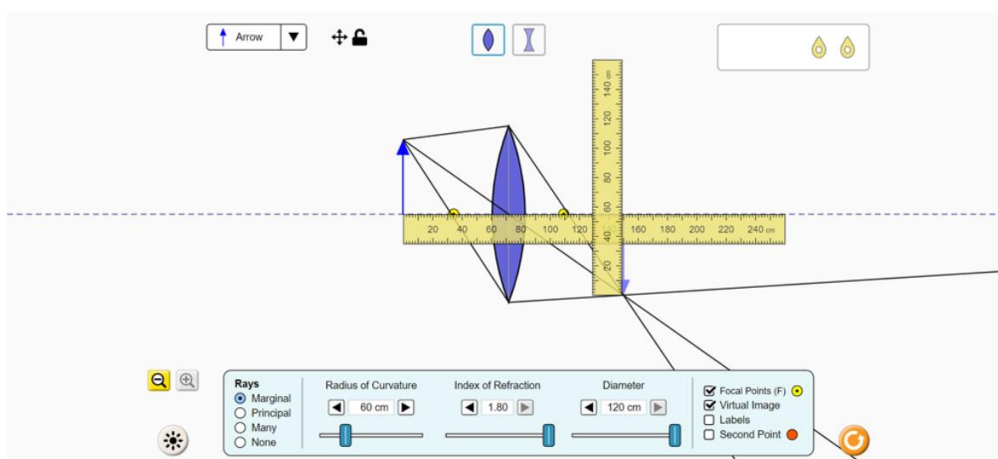 Arrow
140 cm
120
100
80
60
40
20
20 40 60 80 100 120 160 180 200 220 240 cm
Rays
Marginal
Principal
Many
None
Radius of Curvature
60 cm
Index of Refraction
1.80
Diameter
120 cm
Focal Points (F)
Virtual Image
Labels
Second Point